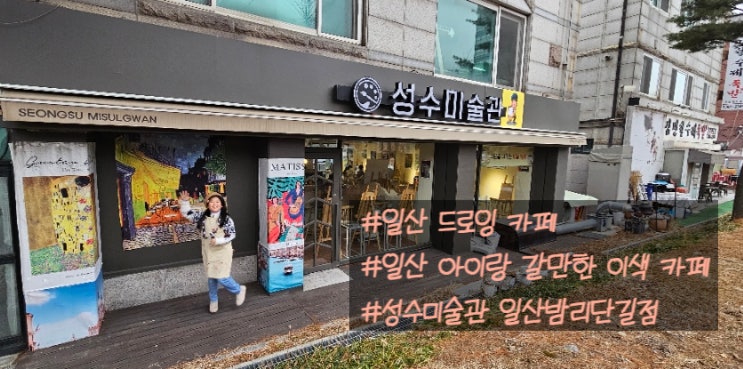 성수미술관
SEONGSU MISULGWAN
MATISS
#일산 드로잉 카페
#일산 아이랑 갈만한 이색 카페
#성수미술관 일산밤리단길점